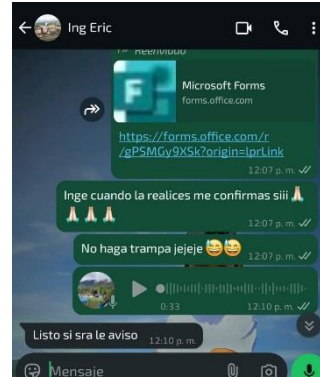 Ing Eric
Reenviado
Microsoft Forms
forms.office.com
https://forms.office.com/r
/gPSMGy9XSk?origin=lprLink
12:07 p. m.
Inge cuando la realices me confirmas siii 🙏🏻
🙏🏻🙏🏻🙏🏻
12:07 p. m.
No haga trampa jejeje😅😅
12:07 p. m.
0:33
12:10 p. m.
Listo si sra le aviso
12:10 p. m.
Mensaje